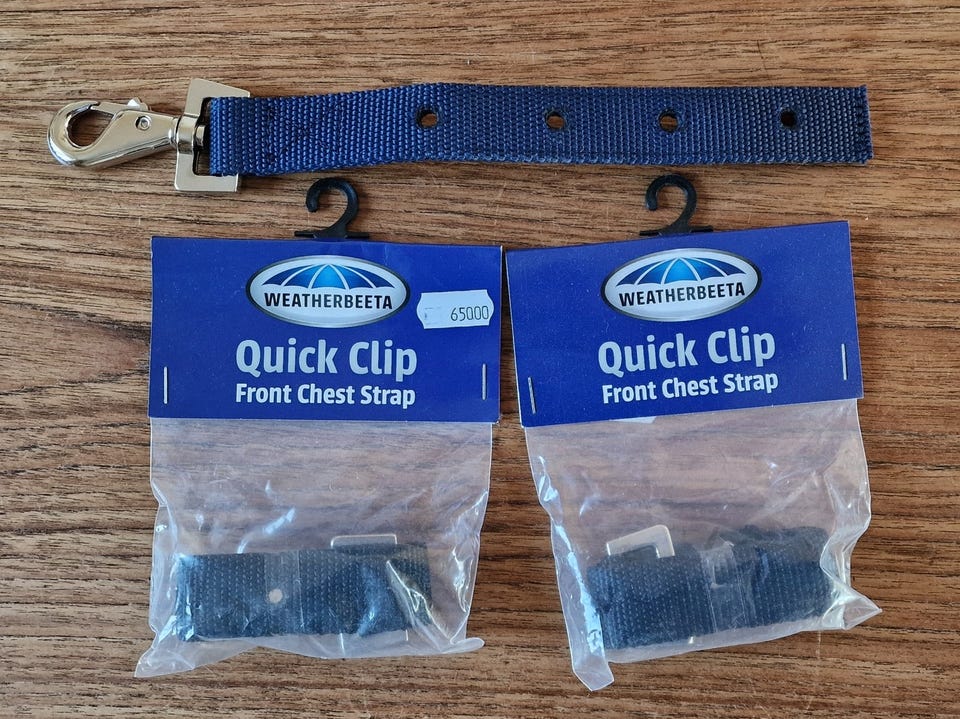 WEATHERBEETA
65000
Quick Clip
Front Chest Strap
WEATHERBEETA
Quick Clip
Front Chest Strap